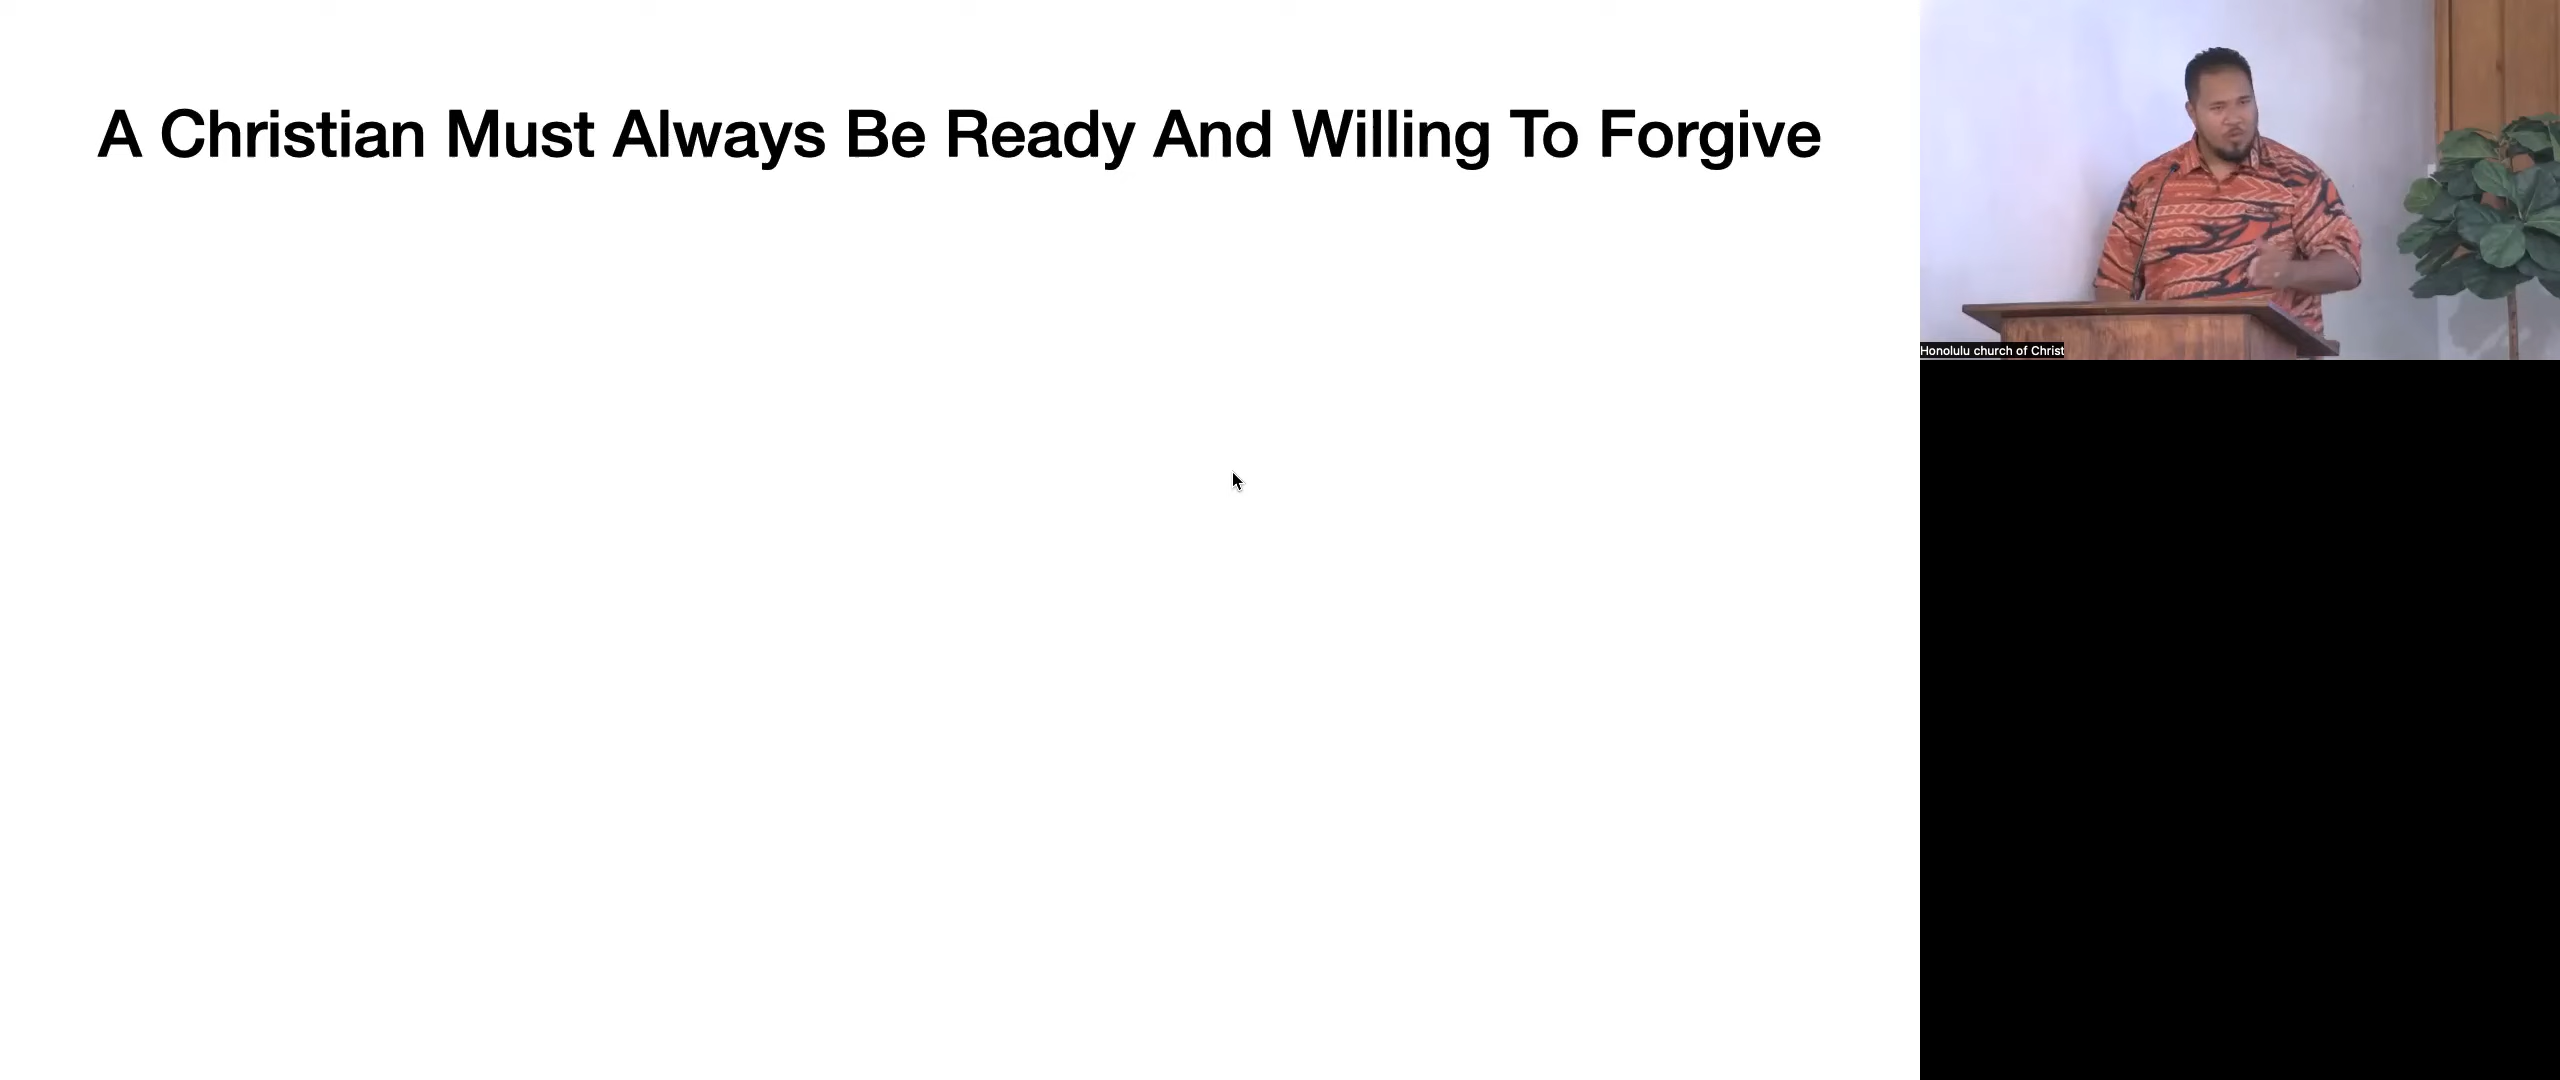 A Christian Must Always Be Ready And Willing To Forgive
Honolulu church of Christ